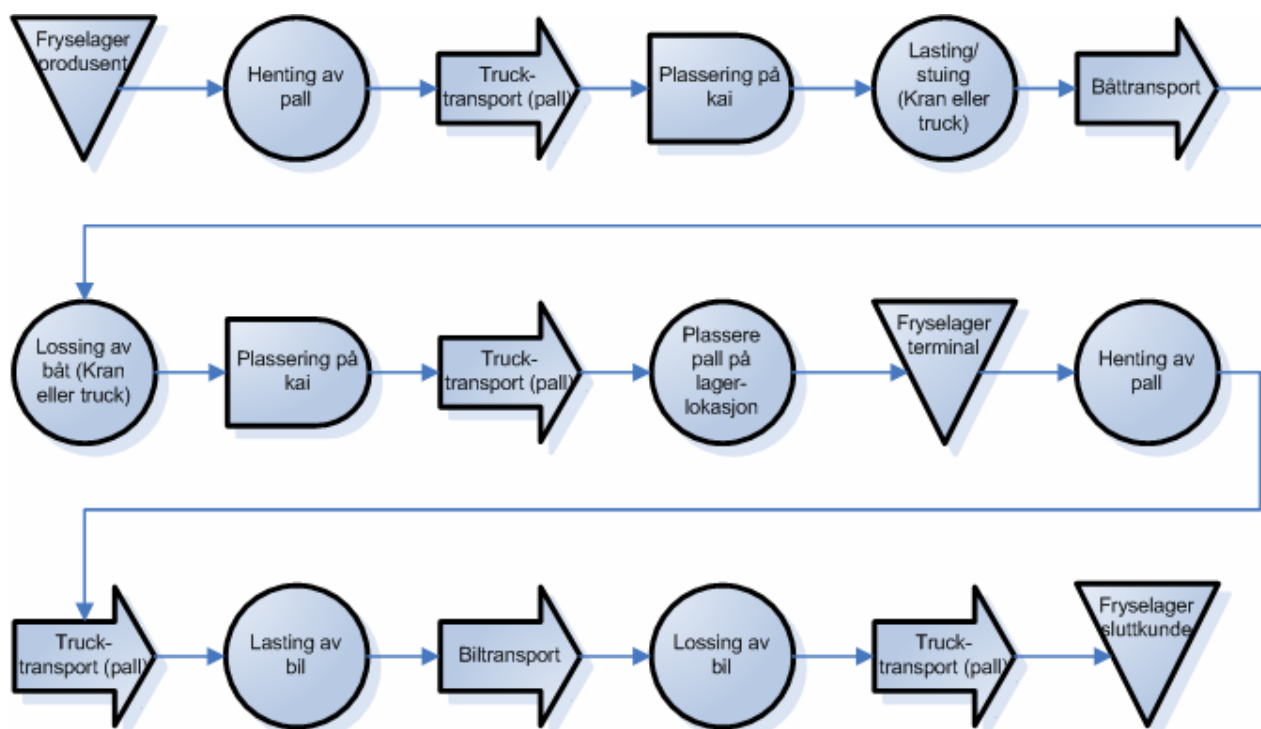 Fryselager
produsent
Henting av
pall
Truck-
transport (pall)
Plassering på
kai
Lasting/
stuing
(Kran eller
truck)
Båttransport
Lossing av
båt (Kran
eller truck)
Plassering på
kai
Truck-
transport (pall)
Plassere
pall på
lager-
lokasjon
Fryselager
terminal
Henting av
pall
Truck-
transport (pall)
Lasting av
bil
Biltransport
Lossing av
bil
Truck-
transport (pall)
Fryselager
sluttkunde